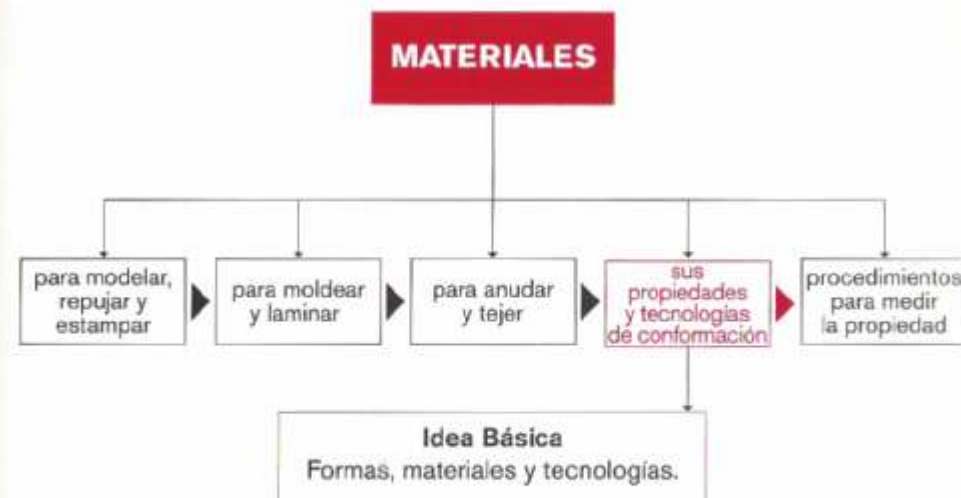 MATERIALES
para modelar,
repujar y
estampar
para moldear
y laminar
para anudar
y tejer
sus
propiedades
y tecnologías
de conformación
procedimientos
para medir
la propiedad
Idea Básica
Formas, materiales y tecnologías.